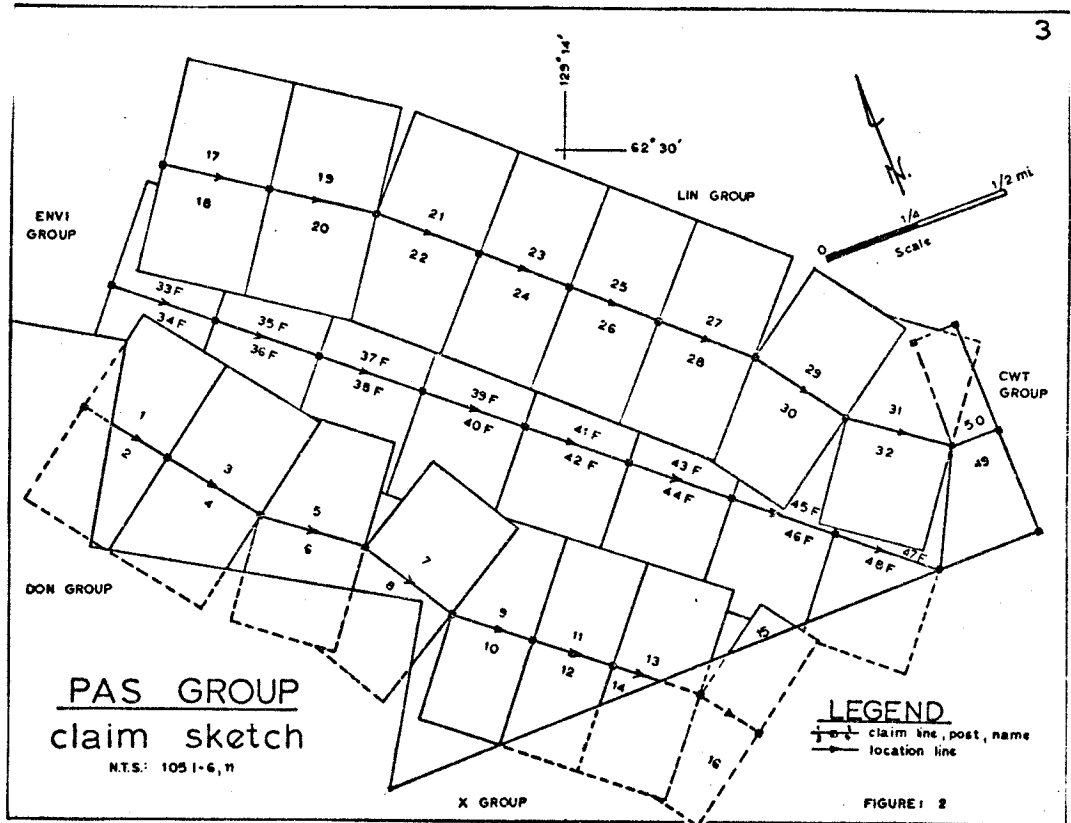 3
129° 14'
62° 30'
N.
1/2 mi
1/4
0
Scale
LIN GROUP
ENVI
GROUP
CWT
GROUP
17
18
19
20
21
22
23
24
25
26
27
28
29
30
31
32
50
49
33F
34F
35F
36F
37F
38F
39F
40F
41F
42F
43F
44F
45F
46F
47F
48F
1
2
3
4
5
6
7
8
9
10
11
12
13
14
15
16
DON GROUP
X GROUP
PAS GROUP
claim sketch
N.T.S.: 105 I-6, 11
LEGEND
claim line, post, name
location line
FIGURE: 2